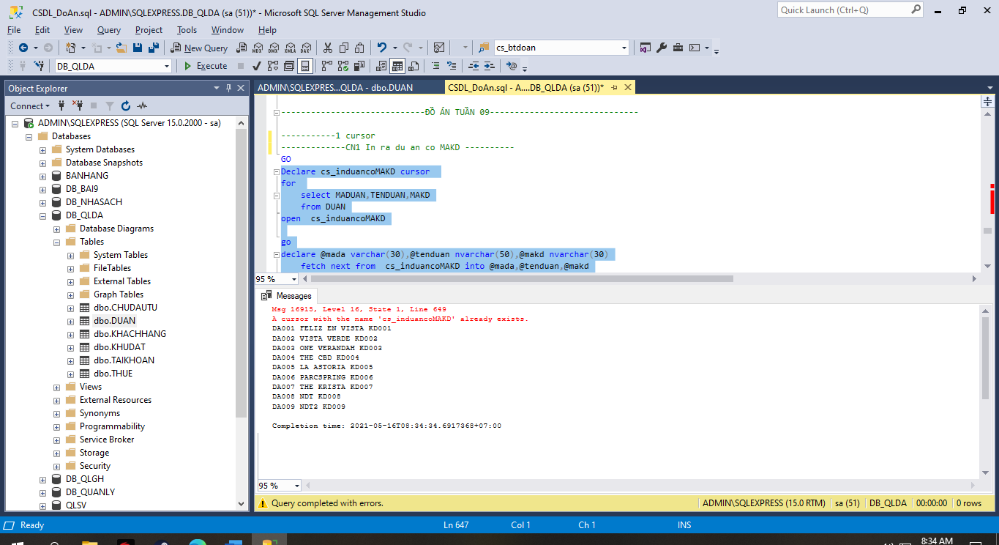 CSDL_DoAn.sql - ADMIN\SQLEXPRESS.DB_QLDA (sa (51))* - Microsoft SQL Server Management Studio
Quick Launch (Ctrl+Q)
File Edit View Query Project Tools Window Help
New Query MDX DMX XMLA DAX cs_btdoan
DB_QLDA Execute
Object Explorer
Connect
ADMIN\SQLEXPRESS (SQL Server 15.0.2000 - sa)
Databases
System Databases
Database Snapshots
BANHANG
DB_BAI9
DB_NHASACH
DB_QLDA
Database Diagrams
Tables
System Tables
FileTables
External Tables
Graph Tables
dbo.CHUDAUTU
dbo.DUAN
dbo.KHACHHANG
dbo.KHUDAT
dbo.TAIKHOAN
dbo.THUE
Views
External Resources
Synonyms
Programmability
Service Broker
Storage
Security
DB_QLGH
DB_QUANLY
QLSV
ADMIN\SQLEXPRES...QLDA - dbo.DUAN
CSDL_DoAn.sql - A....DB_QLDA (sa (51))*
-----------------------------ĐỒ ÁN TUẦN 09------------------------------
-----------1 cursor
-------------CN1 In ra du an co MAKD ----------
GO
Declare cs_induancoMAKD cursor
for
select MADUAN,TENDUAN,MAKD
from DUAN
open cs_induancoMAKD
go
declare @mada varchar(30),@tenduan nvarchar(50),@makd nvarchar(30)
fetch next from cs_induancoMAKD into @mada,@tenduan,@makd
95 %
Messages
Msg 16915, Level 16, State 1, Line 649
A cursor with the name 'cs_induancoMAKD' already exists.
DA001 FELIZ EN VISTA KD001
DA002 VISTA VERDE KD002
DA003 ONE VERANDAH KD003
DA004 THE CBD KD004
DA005 LA ASTORIA KD005
DA006 PARCSPRING KD006
DA007 THE KRISTA KD007
DA008 NDT KD008
DA009 NDT2 KD009
Completion time: 2021-05-16T08:34:34.6917368+07:00
95 %
Query completed with errors.
ADMIN\SQLEXPRESS (15.0 RTM) sa (51) DB_QLDA 00:00:00 0 rows
Ready Ln 647 Col 1 Ch 1 INS
8:34 AM